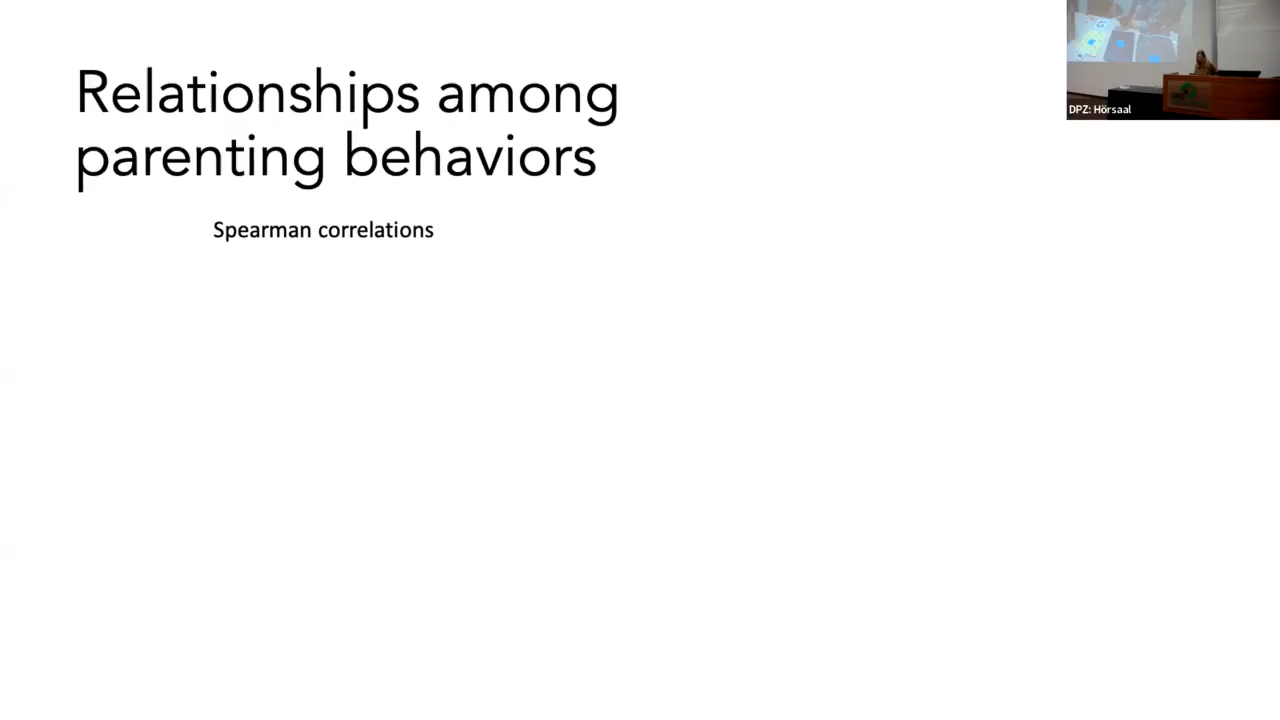 Relationships among
parenting behaviors
Spearman correlations
DPZ: Hörsaal